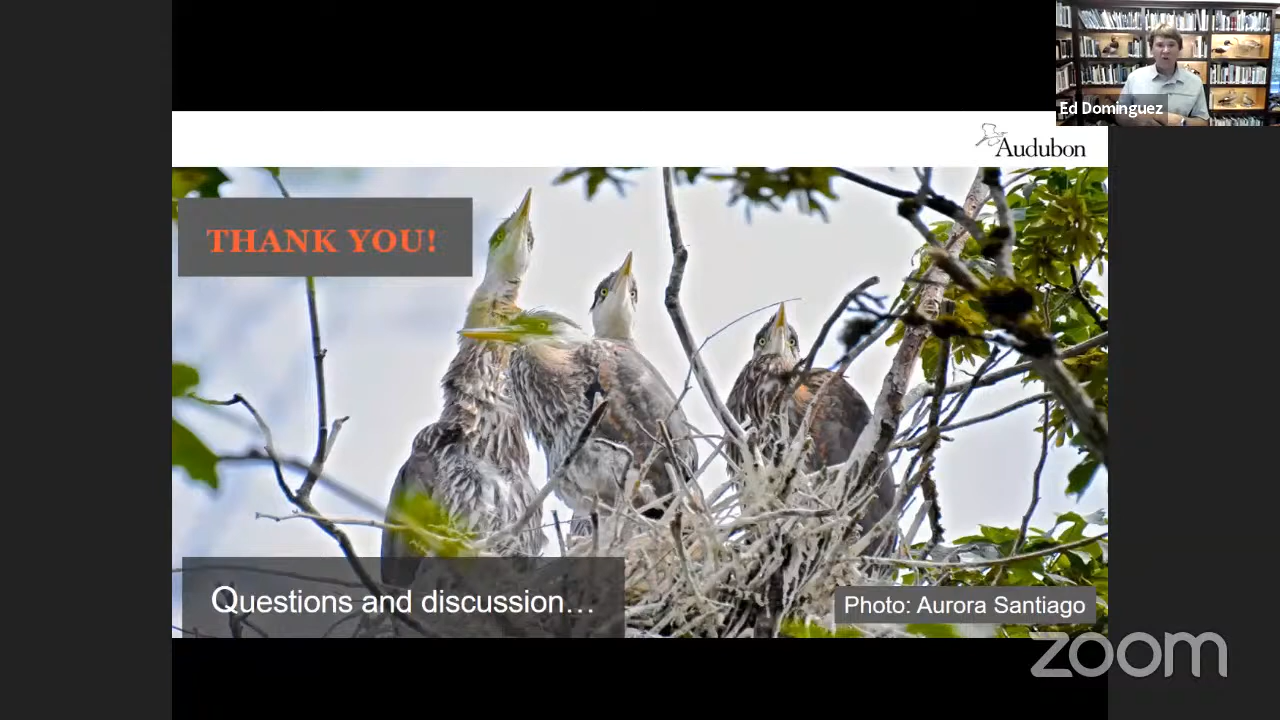 Ed Dominguez
Audubon
THANK YOU!
Questions and discussion...
Photo: Aurora Santiago
zoom